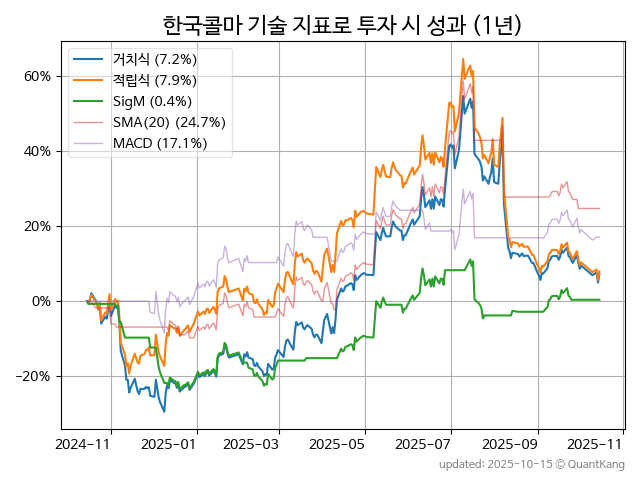 한국콜마 기술 지표로 투자 시 성과 (1년)
거치식 (7.2%)
적립식 (7.9%)
SigM (0.4%)
SMA(20) (24.7%)
MACD (17.1%)
60%
40%
20%
0%
−20%
2024-11 2025-01 2025-03 2025-05 2025-07 2025-09 2025-11
updated: 2025-10-15 © QuantKang